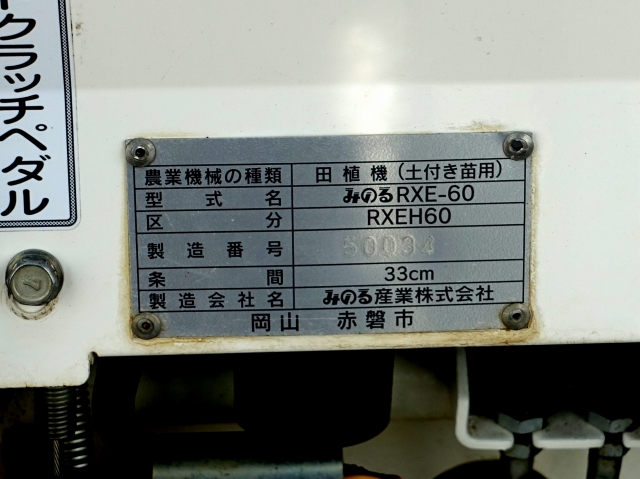 クラッチペダル
農業機械の種類 田植機(土付き苗用)
型式名 みのるRXE-60
区分 RXEH60
製造番号 50034
条間 33cm
製造会社名 みのる産業株式会社
岡山 赤磐市